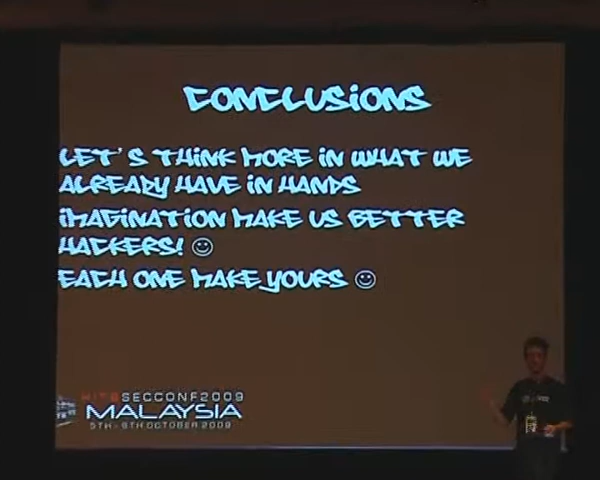 CONCLUSIONS
LET'S THINK MORE IN WHAT WE
ALREADY HAVE IN HANDS
IMAGINATION MAKE US BETTER
HACKERS! ☺
EACH ONE MAKE YOURS ☺
HITBSECCONF2009
MALAYSIA
5TH - 8TH OCTOBER 2009